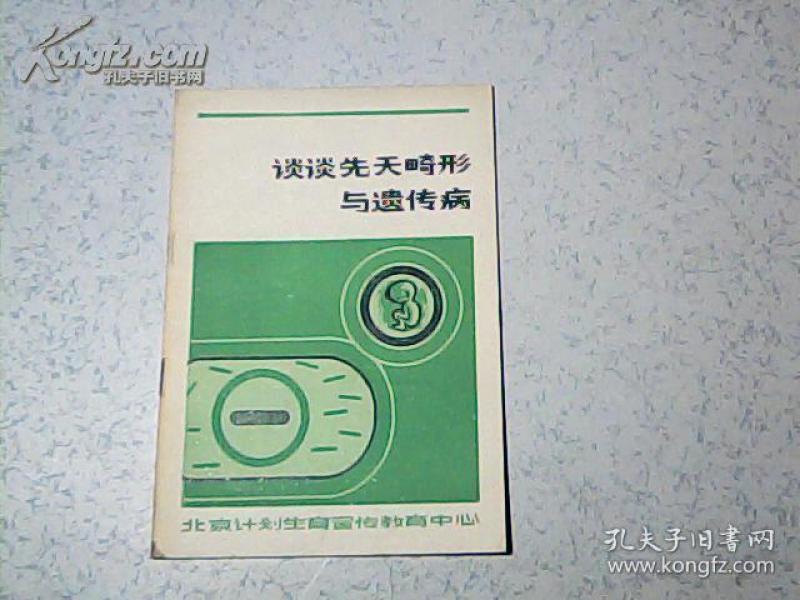 Kongfz.com
孔夫子旧书网
谈谈先天畸形
与遗传病
北京计划生育宣传教育中心
孔夫子旧书网
www.kongfz.com